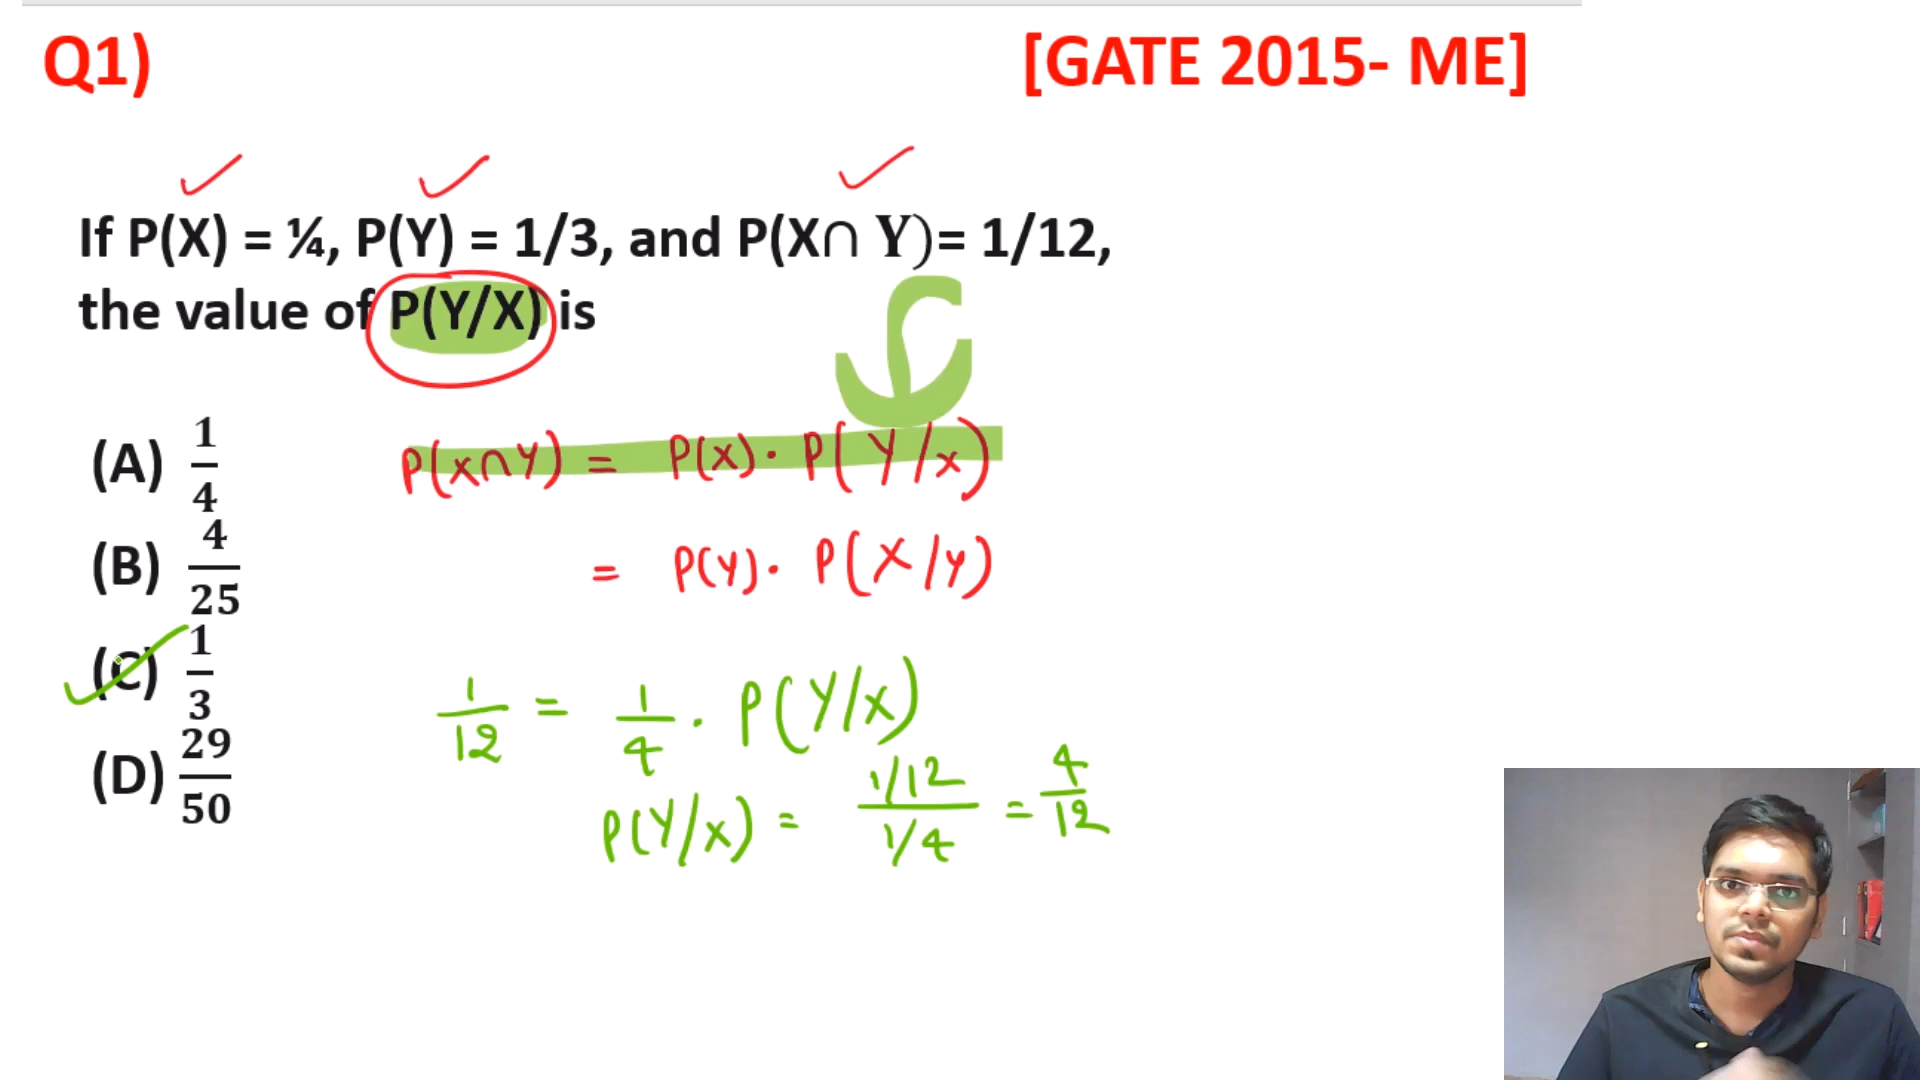 Q1) [GATE 2015- ME]
If P(X) = ¼, P(Y) = 1/3, and P(X∩ Y)= 1/12,
the value of P(Y/X) is
(A) 1/4
(B) 4/25
(C) 1/3
(D) 29/50
P(X∩Y) = P(X)· P(Y/X)
= P(Y)· P(X/Y)
1/12 = 1/4 · P(Y/X)
P(Y/X) = (1/12)/(1/4) = 4/12